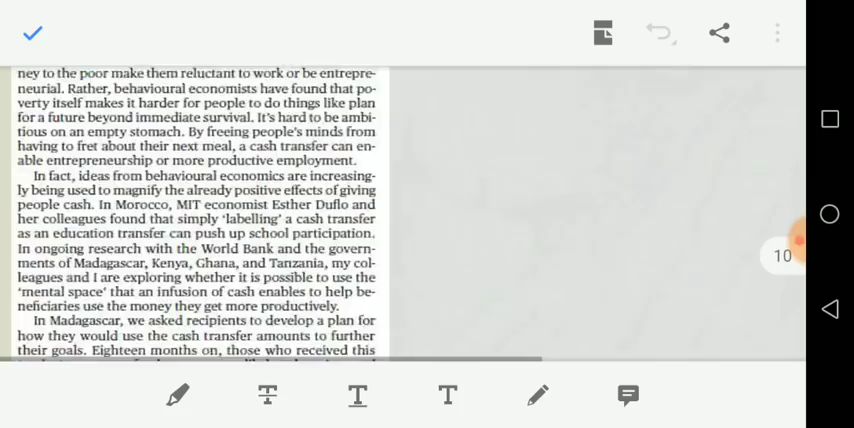 ney to the poor make them reluctant to work or be entrepre-
neurial. Rather, behavioural economists have found that po-
verty itself makes it harder for people to do things like plan
for a future beyond immediate survival. It's hard to be ambi-
tious on an empty stomach. By freeing people's minds from
having to fret about their next meal, a cash transfer can en-
able entrepreneurship or more productive employment.
In fact, ideas from behavioural economics are increasing-
ly being used to magnify the already positive effects of giving
people cash. In Morocco, MIT economist Esther Duflo and
her colleagues found that simply 'labelling' a cash transfer
as an education transfer can push up school participation.
In ongoing research with the World Bank and the govern-
ments of Madagascar, Kenya, Ghana, and Tanzania, my col-
leagues and I are exploring whether it is possible to use the
'mental space' that an infusion of cash enables to help be-
neficiaries use the money they get more productively.
In Madagascar, we asked recipients to develop a plan for
how they would use the cash transfer amounts to further
their goals. Eighteen months on, those who received this
10